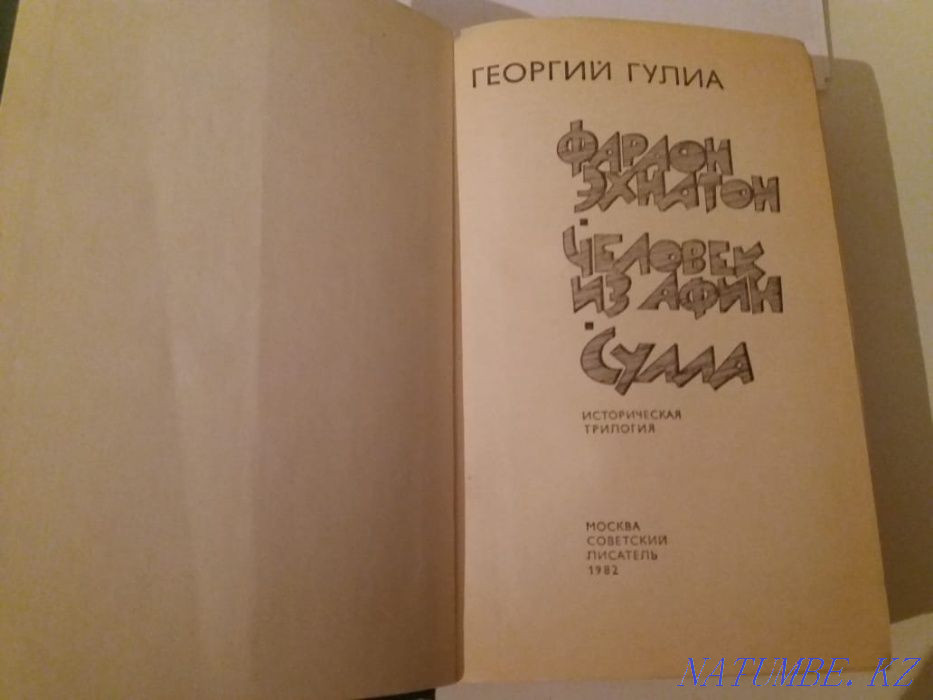 ГЕОРГИЙ ГУЛИА
ФАРАОН
ЭХНАТОН
ЧЕЛОВЕК
ИЗ АФИН
СУЛЛА
ИСТОРИЧЕСКАЯ
ТРИЛОГИЯ
МОСКВА
СОВЕТСКИЙ
ПИСАТЕЛЬ
1982
NATUMBE.KZ